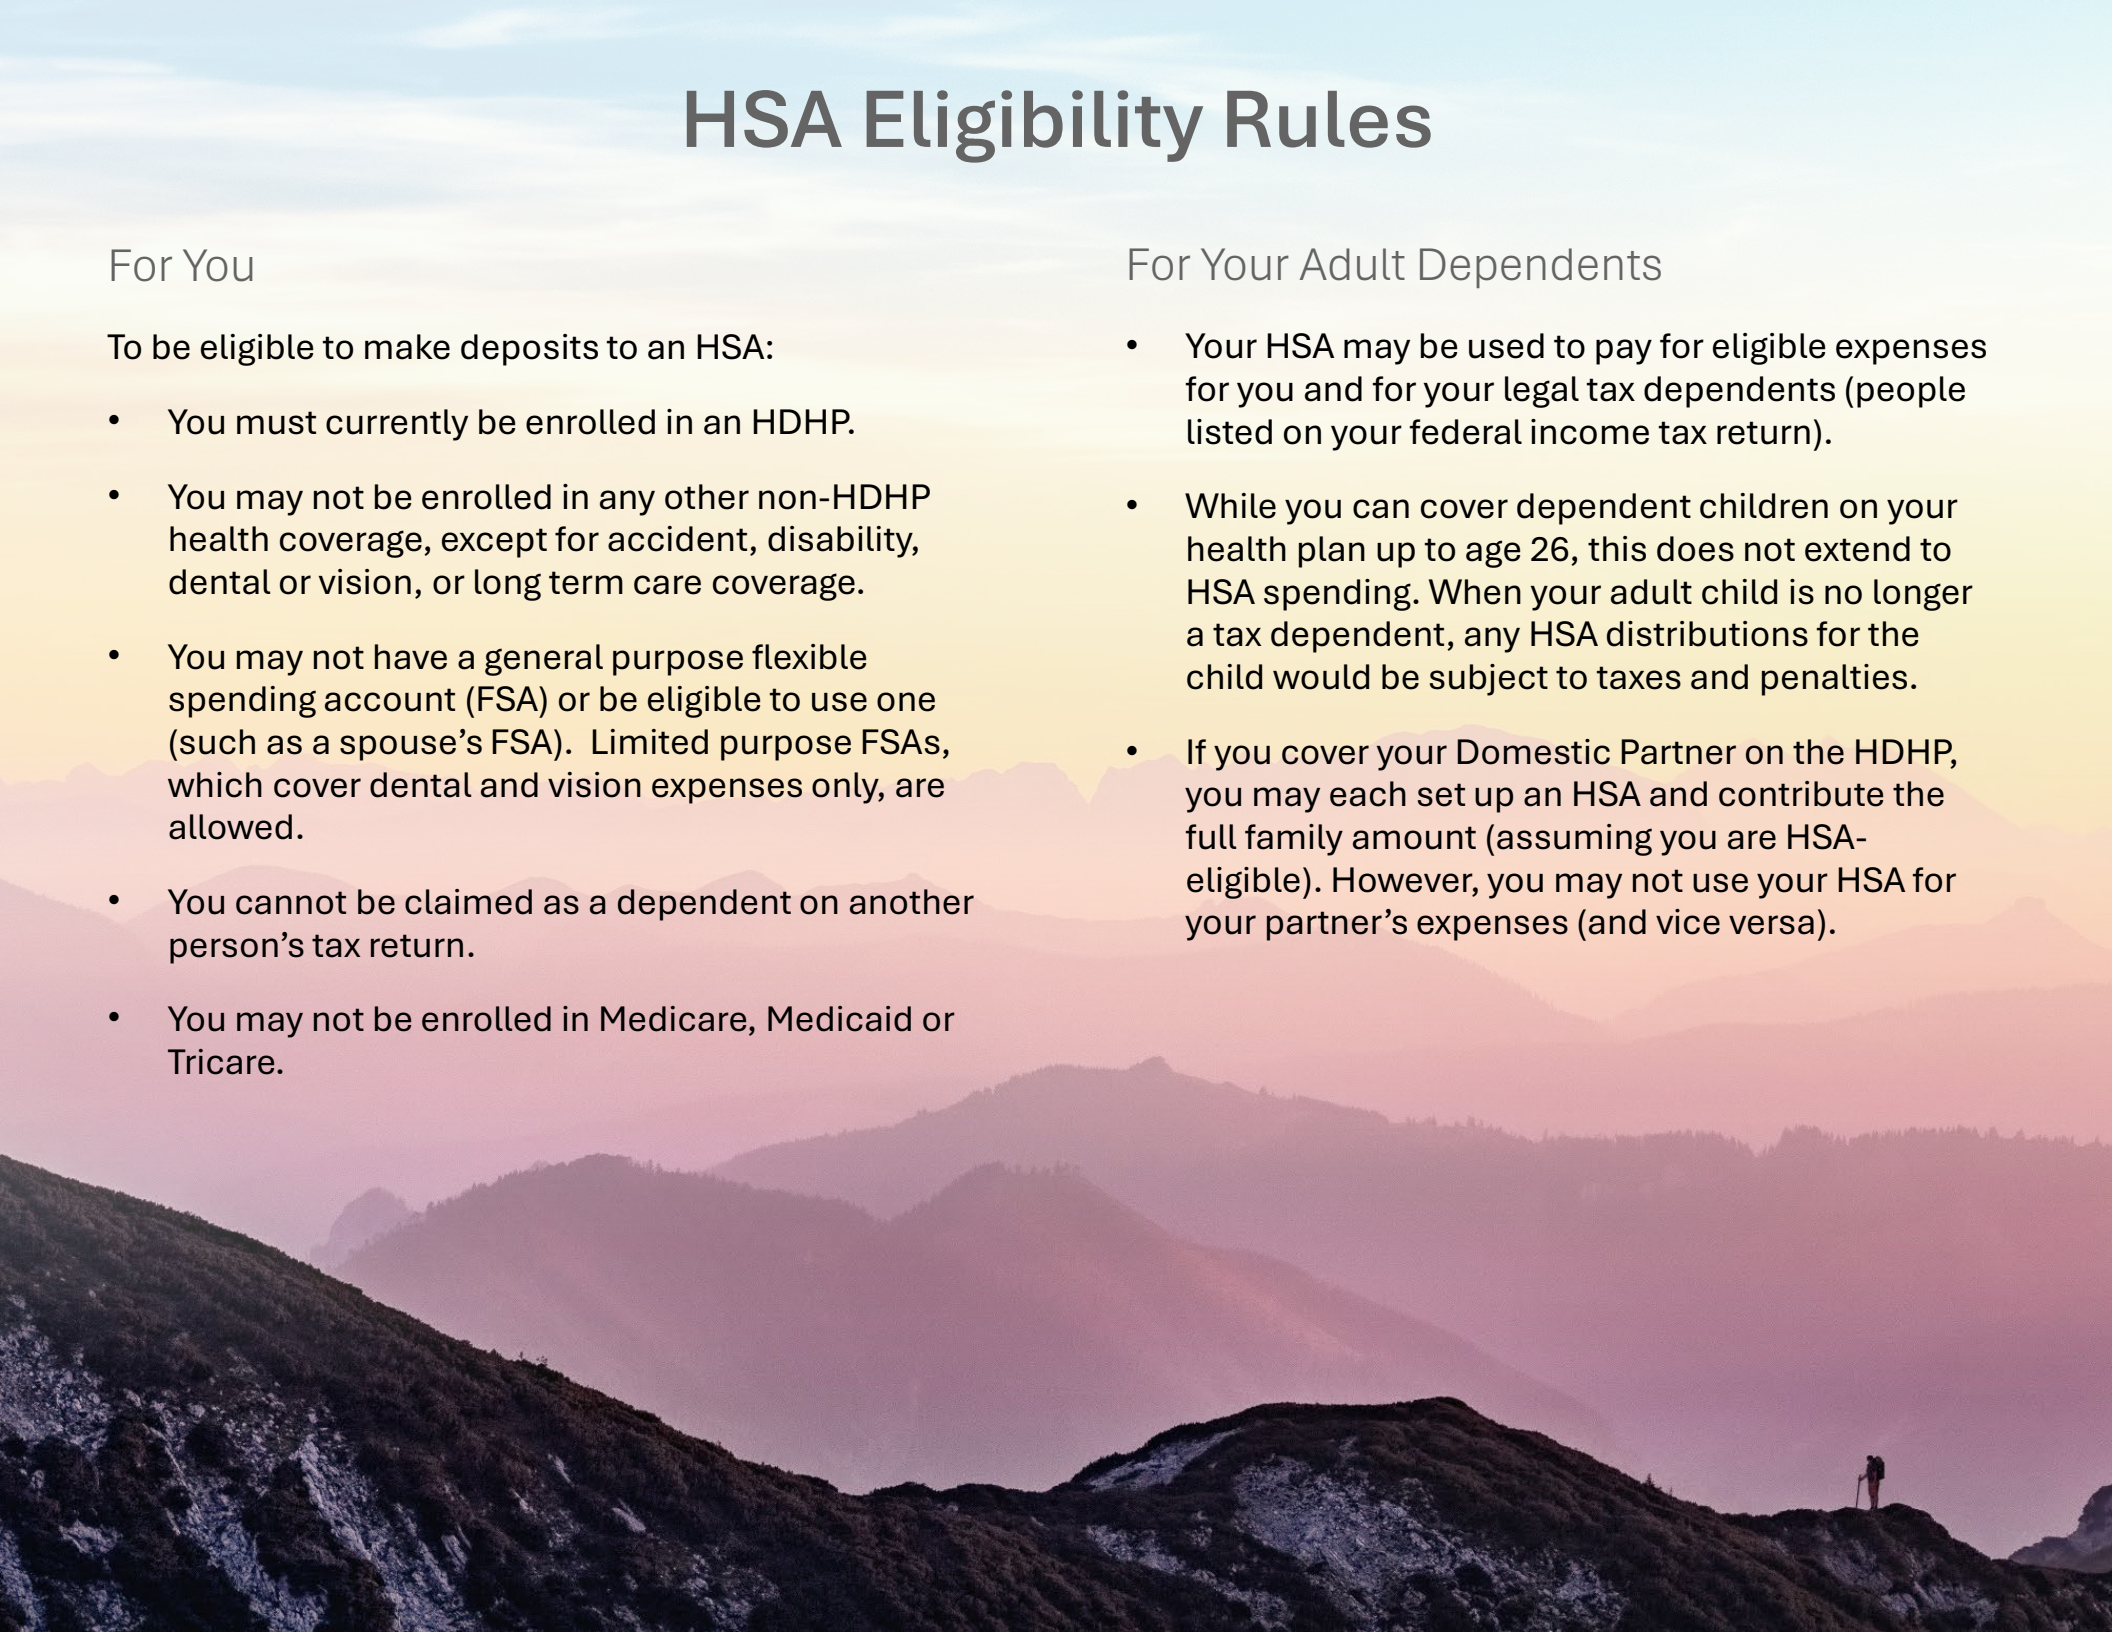 HSA Eligibility Rules
For You
To be eligible to make deposits to an HSA:
• You must currently be enrolled in an HDHP.
• You may not be enrolled in any other non-HDHP
health coverage, except for accident, disability,
dental or vision, or long term care coverage.
• You may not have a general purpose flexible
spending account (FSA) or be eligible to use one
(such as a spouse’s FSA).  Limited purpose FSAs,
which cover dental and vision expenses only, are
allowed.
• You cannot be claimed as a dependent on another
person’s tax return.
• You may not be enrolled in Medicare, Medicaid or
Tricare.
For Your Adult Dependents
• Your HSA may be used to pay for eligible expenses
for you and for your legal tax dependents (people
listed on your federal income tax return).
• While you can cover dependent children on your
health plan up to age 26, this does not extend to
HSA spending. When your adult child is no longer
a tax dependent, any HSA distributions for the
child would be subject to taxes and penalties.
• If you cover your Domestic Partner on the HDHP,
you may each set up an HSA and contribute the
full family amount (assuming you are HSA-
eligible). However, you may not use your HSA for
your partner’s expenses (and vice versa).